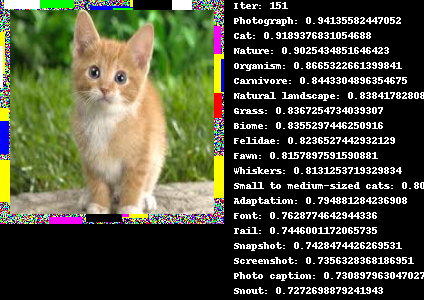 Iter: 151
Photograph: 0.94135582447052
Cat: 0.9189376831054688
Nature: 0.9025434851646423
Organism: 0.8665322661399841
Carnivore: 0.8443304896354675
Natural landscape: 0.83841782808
Grass: 0.8367254734039307
Biome: 0.8355297446250916
Felidae: 0.8236527442932129
Fawn: 0.8157897591590881
Whiskers: 0.8131253719329834
Small to medium-sized cats: 0.80
Adaptation: 0.794881284236908
Font: 0.7628774642944336
Tail: 0.7446001172065735
Snapshot: 0.7428474426269531
Screenshot: 0.7356328368186951
Photo caption: 0.730897963047027
Snout: 0.7272698879241943